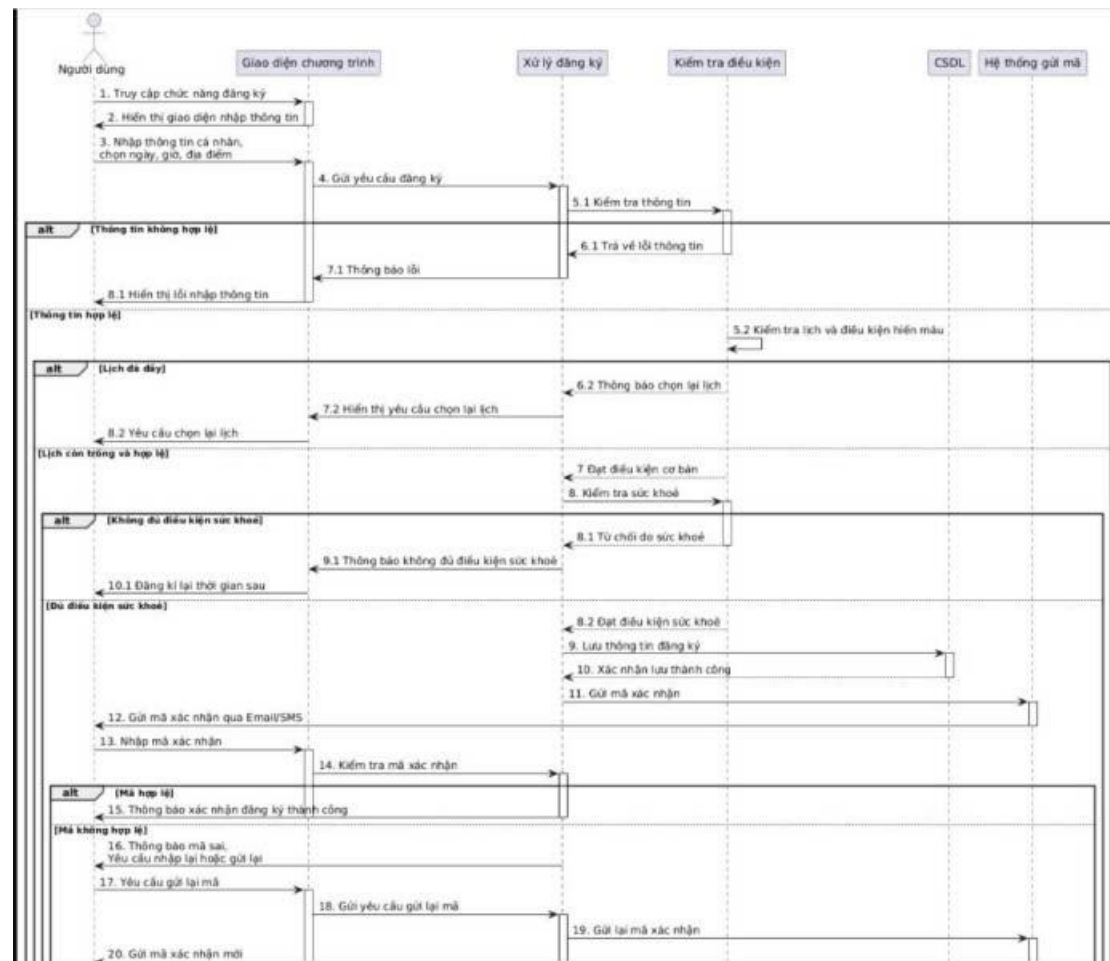 Người dùng
Giao diện chương trình
Xử lý đăng ký
Kiểm tra điều kiện
CSDL
Hệ thống gửi mã
1. Truy cập chức năng đăng ký
2. Hiển thị giao diện nhập thông tin
3. Nhập thông tin cá nhân,
chọn ngày, giờ, địa điểm
4. Gửi yêu cầu đăng ký
5.1 Kiểm tra thông tin
alt
[Thông tin không hợp lệ]
6.1 Trả về lỗi thông tin
7.1 Thông báo lỗi
8.1 Hiển thị lỗi nhập thông tin
[Thông tin hợp lệ]
5.2 Kiểm tra lịch và điều kiện hiến máu
alt
[Lịch đã đầy]
6.2 Thông báo chọn lại lịch
7.2 Hiển thị yêu cầu chọn lại lịch
8.2 Yêu cầu chọn lại lịch
[Lịch còn trống và hợp lệ]
7 Đạt điều kiện cơ bản
8. Kiểm tra sức khoẻ
alt
[Không đủ điều kiện sức khoẻ]
8.1 Từ chối do sức khoẻ
9.1 Thông báo không đủ điều kiện sức khoẻ
10.1 Đăng kí lại thời gian sau
[Đủ điều kiện sức khoẻ]
8.2 Đạt điều kiện sức khoẻ
9. Lưu thông tin đăng ký
10. Xác nhận lưu thành công
11. Gửi mã xác nhận
12. Gửi mã xác nhận qua Email/SMS
13. Nhập mã xác nhận
14. Kiểm tra mã xác nhận
alt
[Mã hợp lệ]
15. Thông báo xác nhận đăng ký thành công
[Mã không hợp lệ]
16. Thông báo mã sai,
Yêu cầu nhập lại hoặc gửi lại
17. Yêu cầu gửi lại mã
18. Gửi yêu cầu gửi lại mã
19. Gửi lại mã xác nhận
20. Gửi mã xác nhận mới